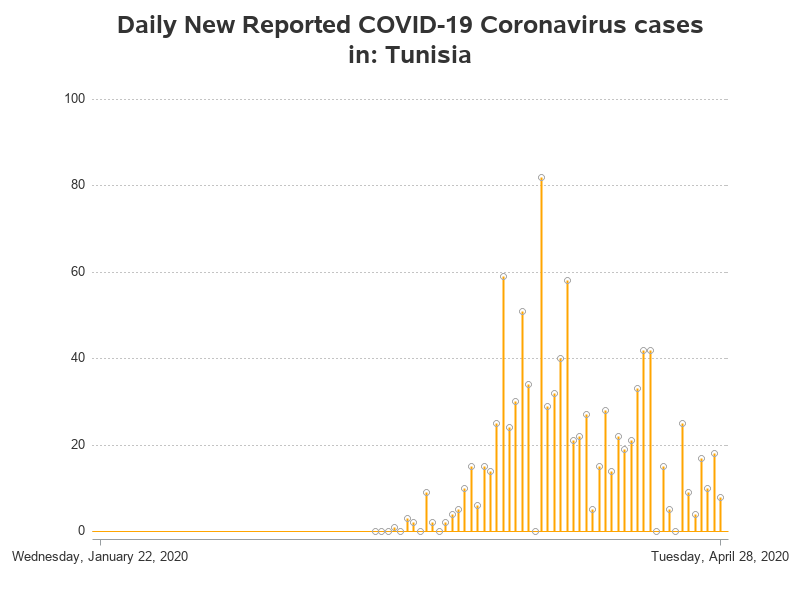 Daily New Reported COVID-19 Coronavirus cases
in: Tunisia
100
80
60
40
20
0
Wednesday, January 22, 2020
Tuesday, April 28, 2020